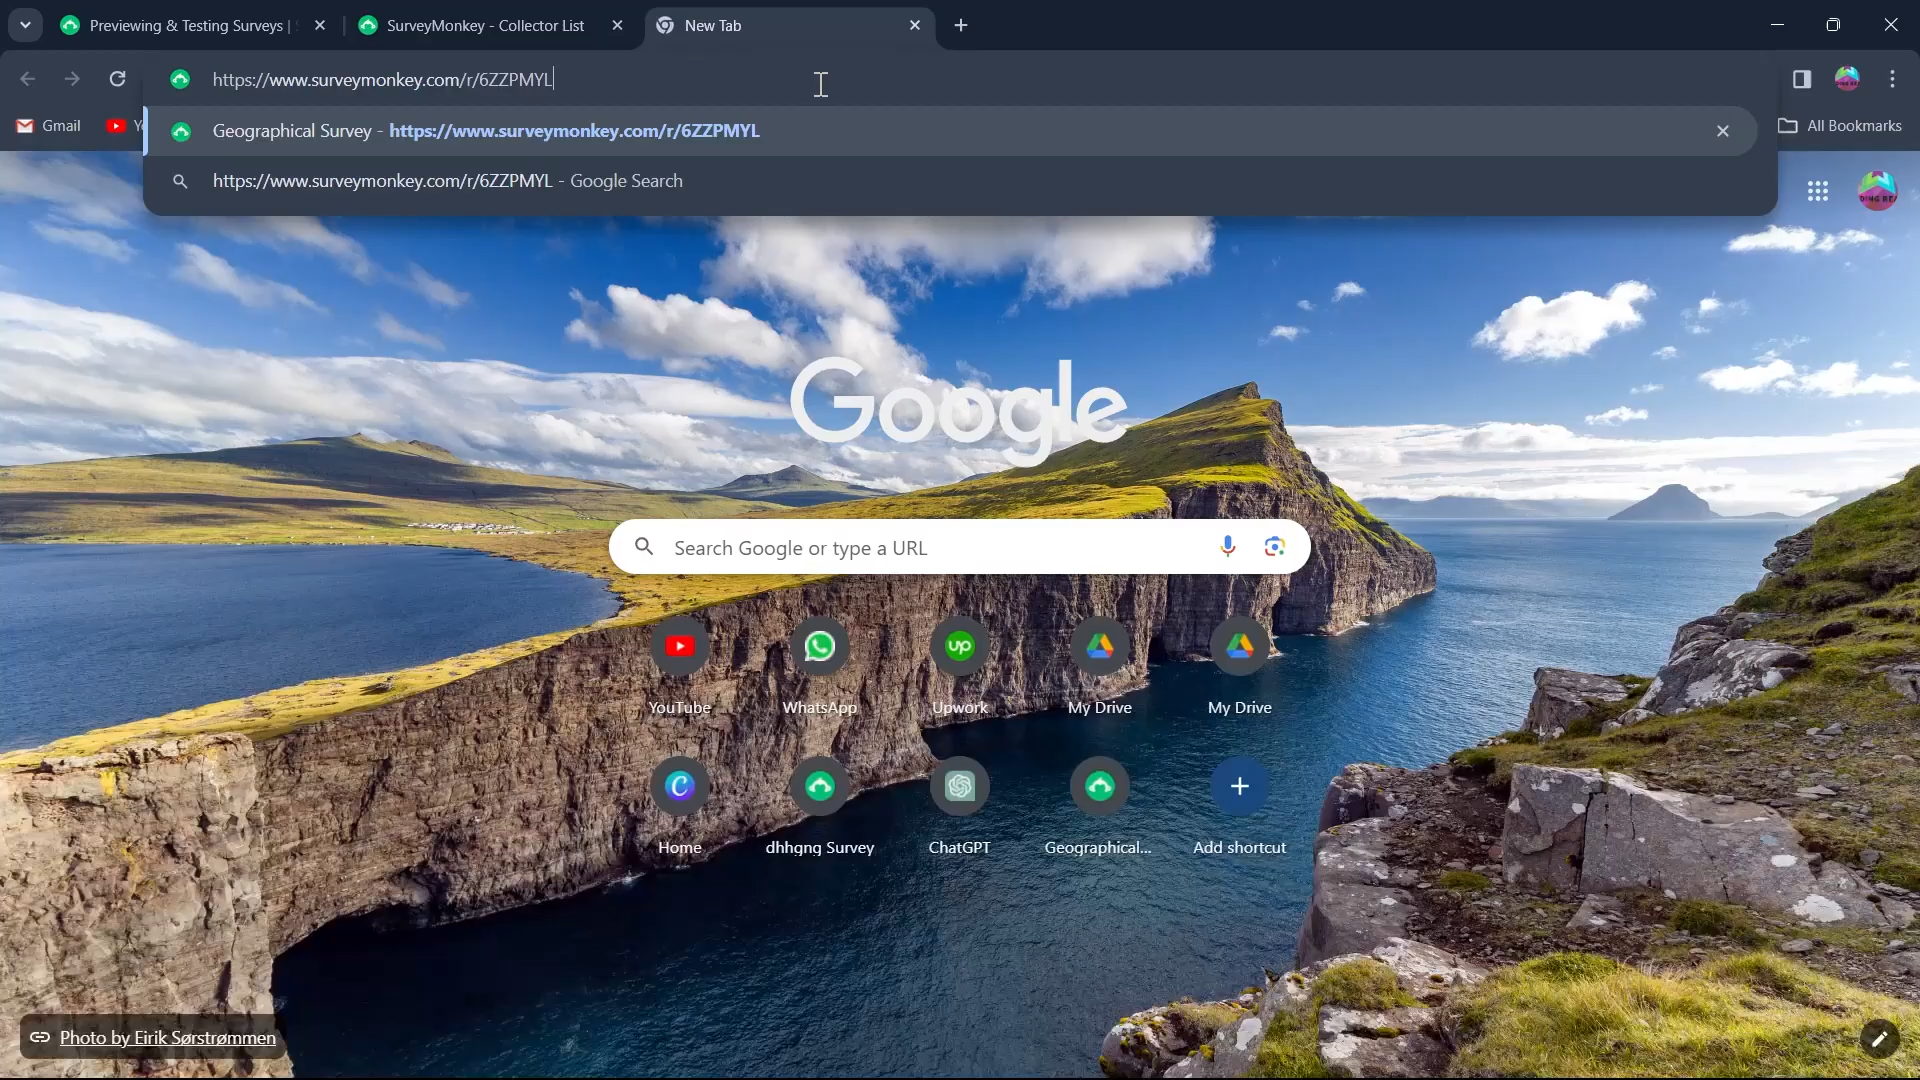 Previewing & Testing Surveys |
SurveyMonkey - Collector List
New Tab
https://www.surveymonkey.com/r/6ZZPMYL
Gmail
Geographical Survey - https://www.surveymonkey.com/r/6ZZPMYL
All Bookmarks
https://www.surveymonkey.com/r/6ZZPMYL - Google Search
Google
Search Google or type a URL
YouTube
WhatsApp
Upwork
My Drive
My Drive
Home
dhhgng Survey
ChatGPT
Geographical...
Add shortcut
Photo by Eirik Sørstrømmen